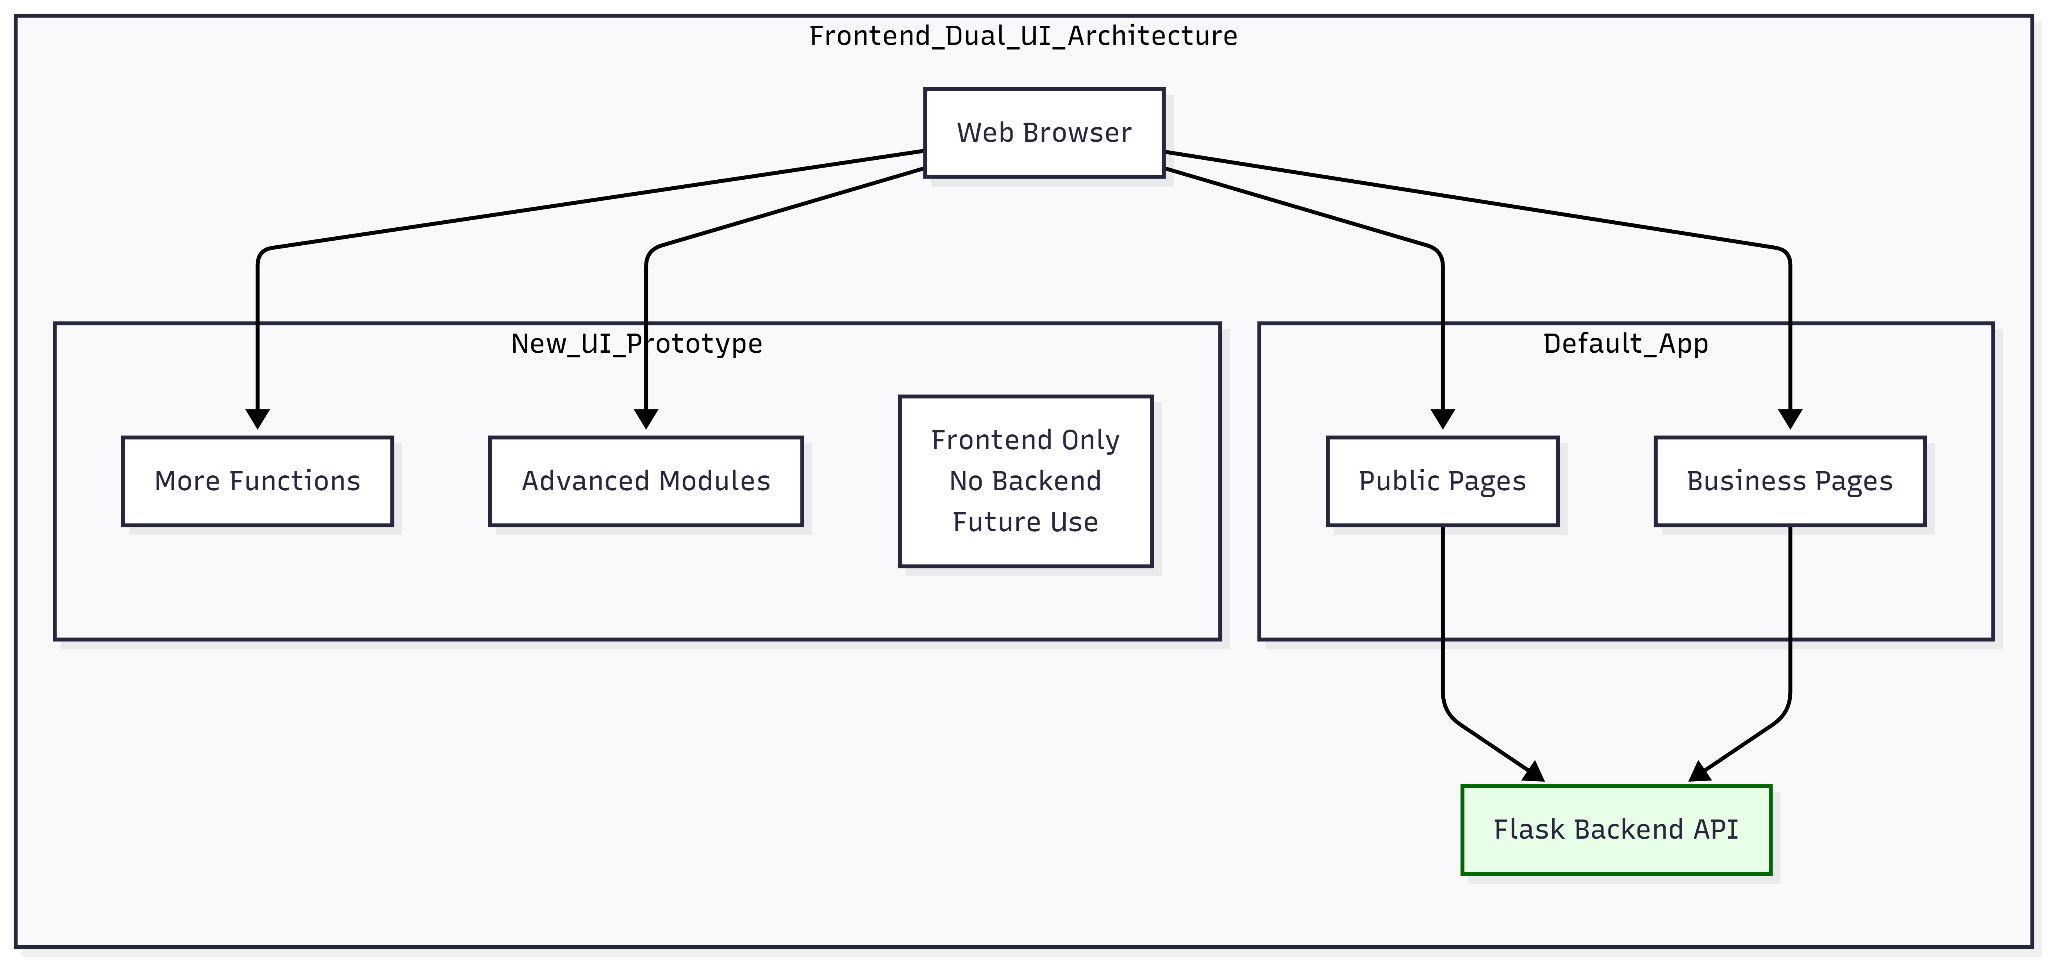 Frontend_Dual_UI_Architecture
Web Browser
New_UI_Prototype
Default_App
More Functions
Advanced Modules
Frontend Only
No Backend
Future Use
Public Pages
Business Pages
Flask Backend API